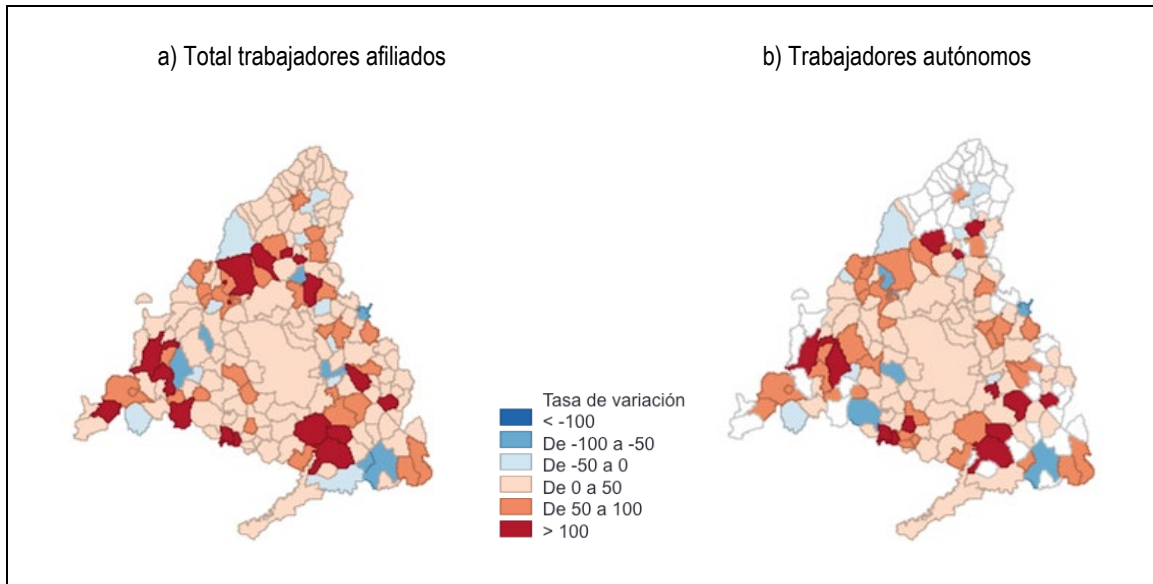 a) Total trabajadores afiliados
b) Trabajadores autónomos
Tasa de variación
< -100
De -100 a -50
De -50 a 0
De 0 a 50
De 50 a 100
> 100